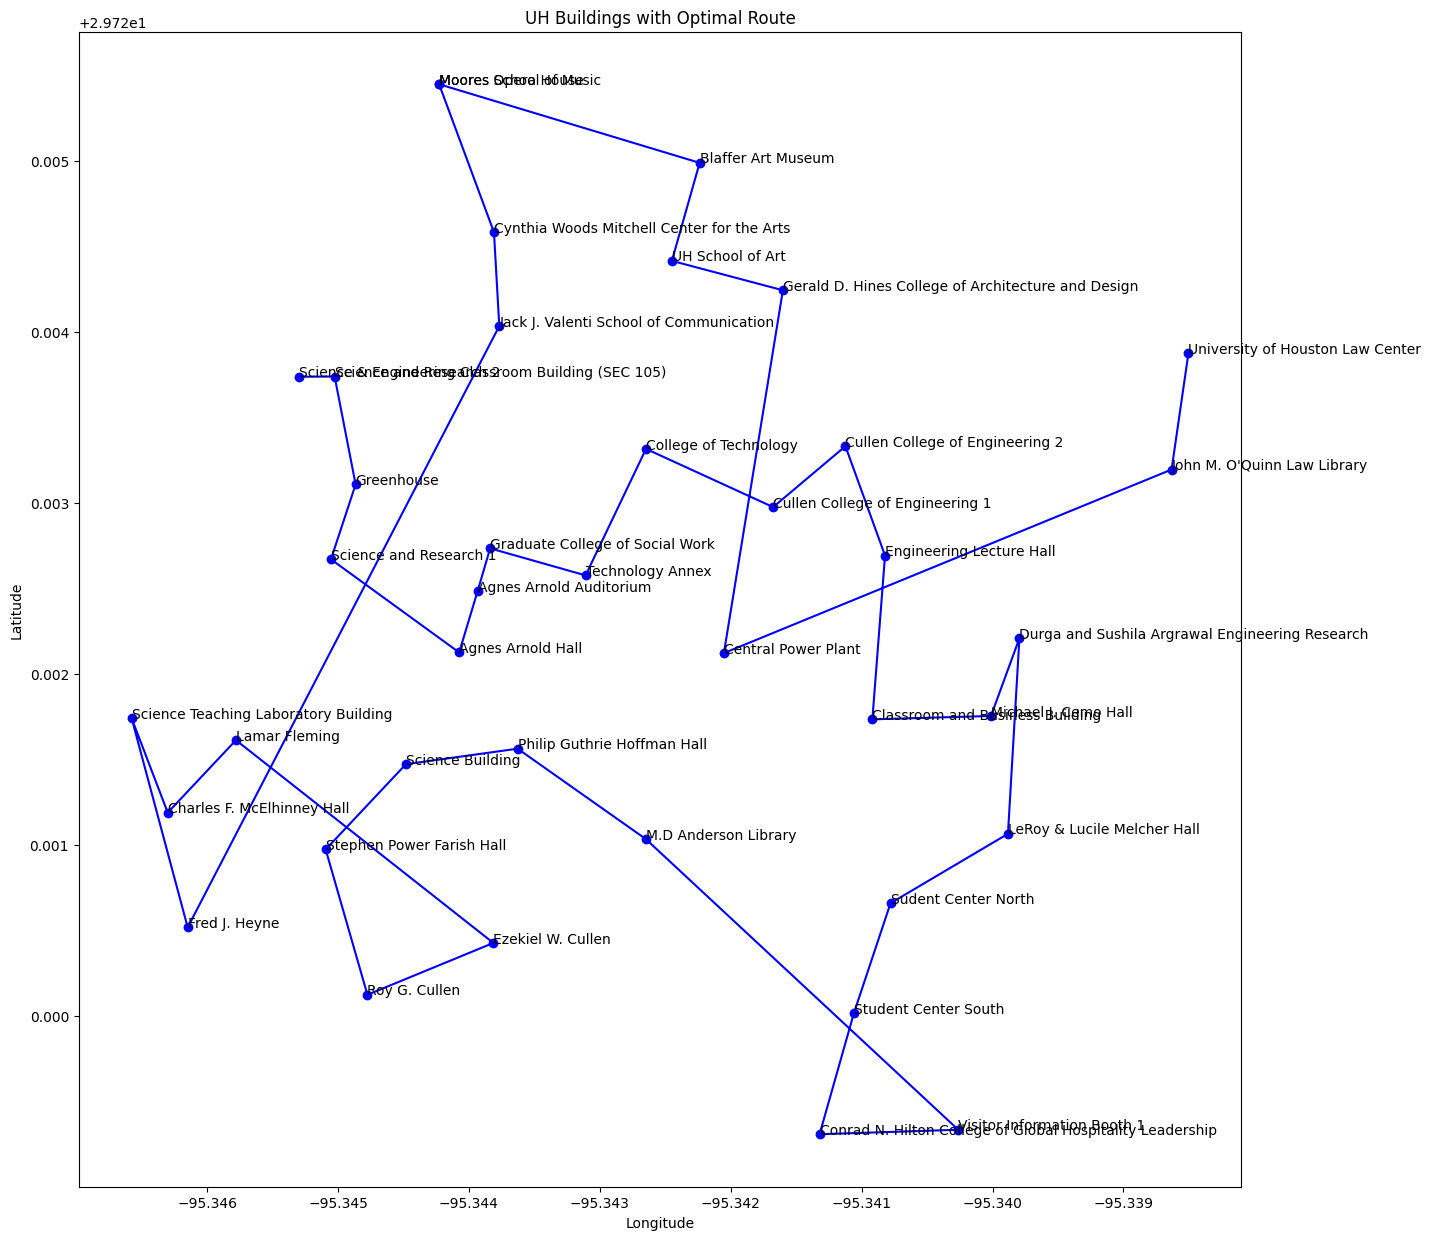 UH Buildings with Optimal Route
+2.972e1
Moores Opera House
Moores School of Music
Blaffer Art Museum
0.005
Cynthia Woods Mitchell Center for the Arts
UH School of Art
Gerald D. Hines College of Architecture and Design
0.004
Jack J. Valenti School of Communication
University of Houston Law Center
Science & Engineering Classroom Building (SEC 105)
Science and Research 2
College of Technology
Cullen College of Engineering 2
John M. O'Quinn Law Library
Greenhouse
0.003
Cullen College of Engineering 1
Graduate College of Social Work
Science and Research 1
Engineering Lecture Hall
Technology Annex
Agnes Arnold Auditorium
Latitude
Agnes Arnold Hall
Central Power Plant
Durga and Sushila Argrawal Engineering Research
0.002
Science Teaching Laboratory Building
Classroom and Business Building
Michael J. Cemo Hall
Lamar Fleming
Philip Guthrie Hoffman Hall
Science Building
Charles F. McElhinney Hall
LeRoy & Lucile Melcher Hall
M.D Anderson Library
Stephen Power Farish Hall
0.001
Sudent Center North
Fred J. Heyne
Ezekiel W. Cullen
Roy G. Cullen
0.000
Student Center South
Visitor Information Booth 1
Conrad N. Hilton College of Global Hospitality Leadership
−95.346 −95.345 −95.344 −95.343 −95.342 −95.341 −95.340 −95.339
Longitude